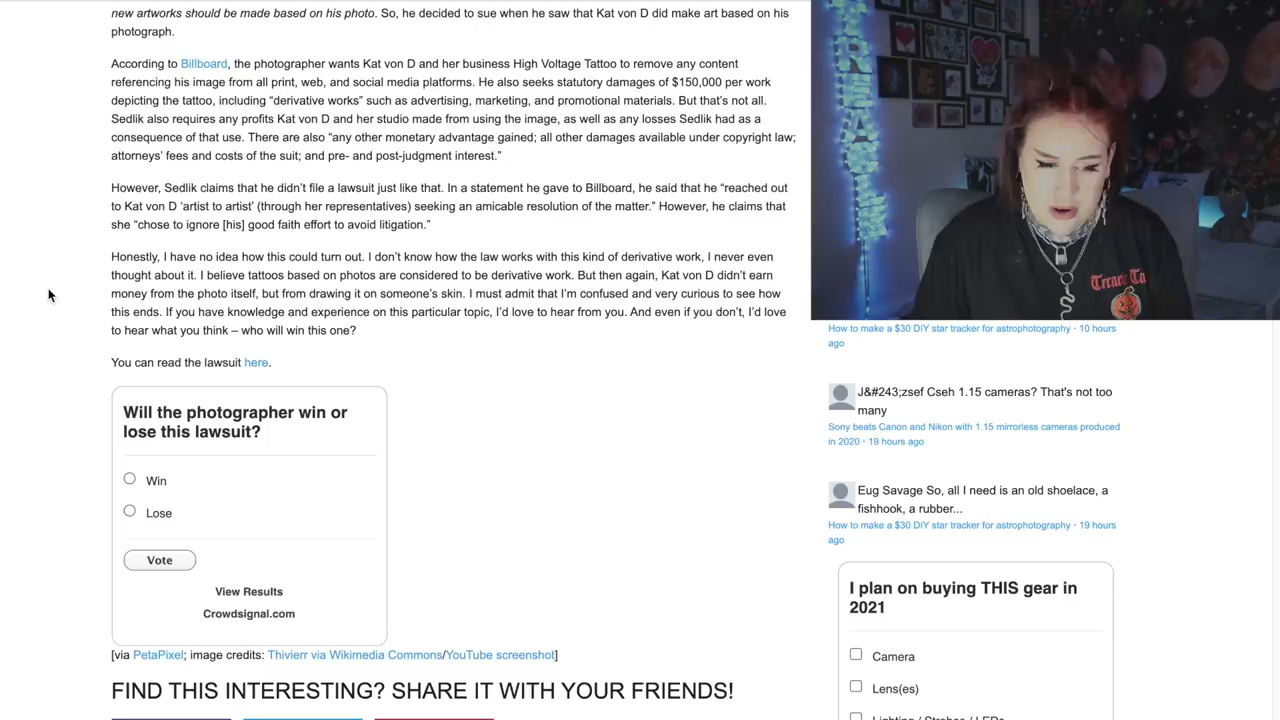 new artworks should be made based on his photo. So, he decided to sue when he saw that Kat von D did make art based on his
photograph.
According to Billboard, the photographer wants Kat von D and her business High Voltage Tattoo to remove any content
referencing his image from all print, web, and social media platforms. He also seeks statutory damages of $150,000 per work
depicting the tattoo, including “derivative works” such as advertising, marketing, and promotional materials. But that’s not all.
Sedlik also requires any profits Kat von D and her studio made from using the image, as well as any losses Sedlik had as a
consequence of that use. There are also “any other monetary advantage gained; all other damages available under copyright law;
attorneys’ fees and costs of the suit; and pre- and post-judgment interest.”
However, Sedlik claims that he didn’t file a lawsuit just like that. In a statement he gave to Billboard, he said that he “reached out
to Kat von D ‘artist to artist’ (through her representatives) seeking an amicable resolution of the matter.” However, he claims that
she “chose to ignore [his] good faith effort to avoid litigation.”
Honestly, I have no idea how this could turn out. I don’t know how the law works with this kind of derivative work, I never even
thought about it. I believe tattoos based on photos are considered to be derivative work. But then again, Kat von D didn’t earn
money from the photo itself, but from drawing it on someone’s skin. I must admit that I’m confused and very curious to see how
this ends. If you have knowledge and experience on this particular topic, I’d love to hear from you. And even if you don’t, I’d love
to hear what you think – who will win this one?
You can read the lawsuit here.
Will the photographer win or
lose this lawsuit?
Win
Lose
Vote
View Results
Crowdsignal.com
[via PetaPixel; image credits: Thivierr via Wikimedia Commons/YouTube screenshot]
FIND THIS INTERESTING? SHARE IT WITH YOUR FRIENDS!
How to make a $30 DIY star tracker for astrophotography · 10 hours
ago
J&#243;zsef Cseh 1.15 cameras? That's not too
many
Sony beats Canon and Nikon with 1.15 mirrorless cameras produced
in 2020 · 19 hours ago
Eug Savage So, all I need is an old shoelace, a
fishhook, a rubber...
How to make a $30 DIY star tracker for astrophotography · 19 hours
ago
I plan on buying THIS gear in
2021
Camera
Lens(es)
Lighting / Strobes / LEDs